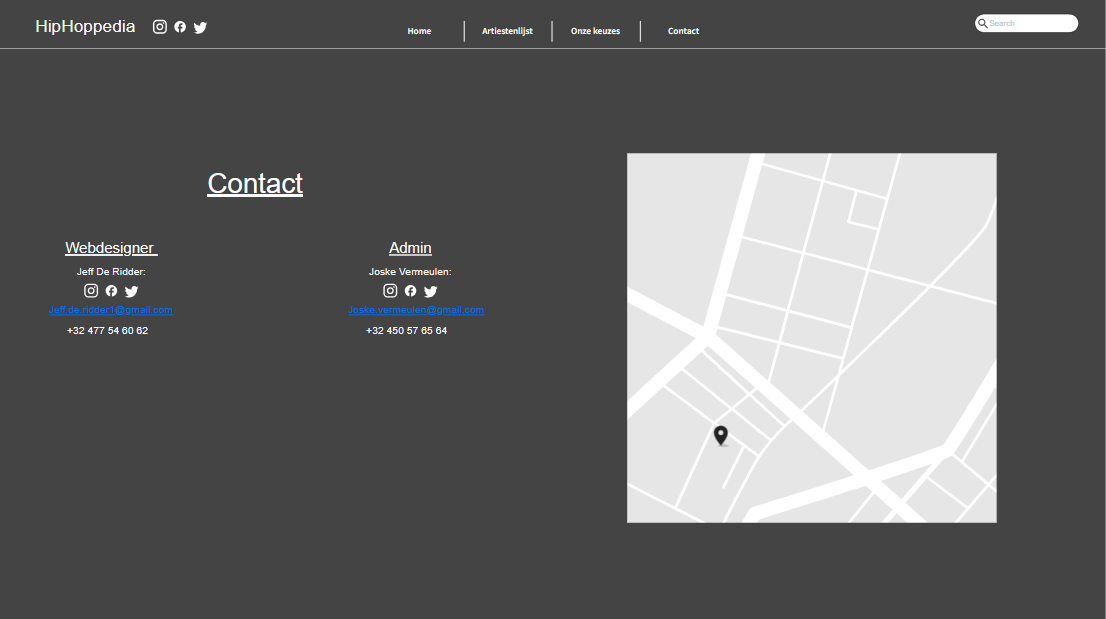 HipHoppedia
Home
Artiestenlijst
Onze keuzes
Contact
Search
Contact
Webdesigner
Jeff De Ridder:
Jeff.de.ridder1@gmail.com
+32 477 54 60 62
Admin
Joske Vermeulen:
Joske.vermeulen@gmail.com
+32 450 57 65 64